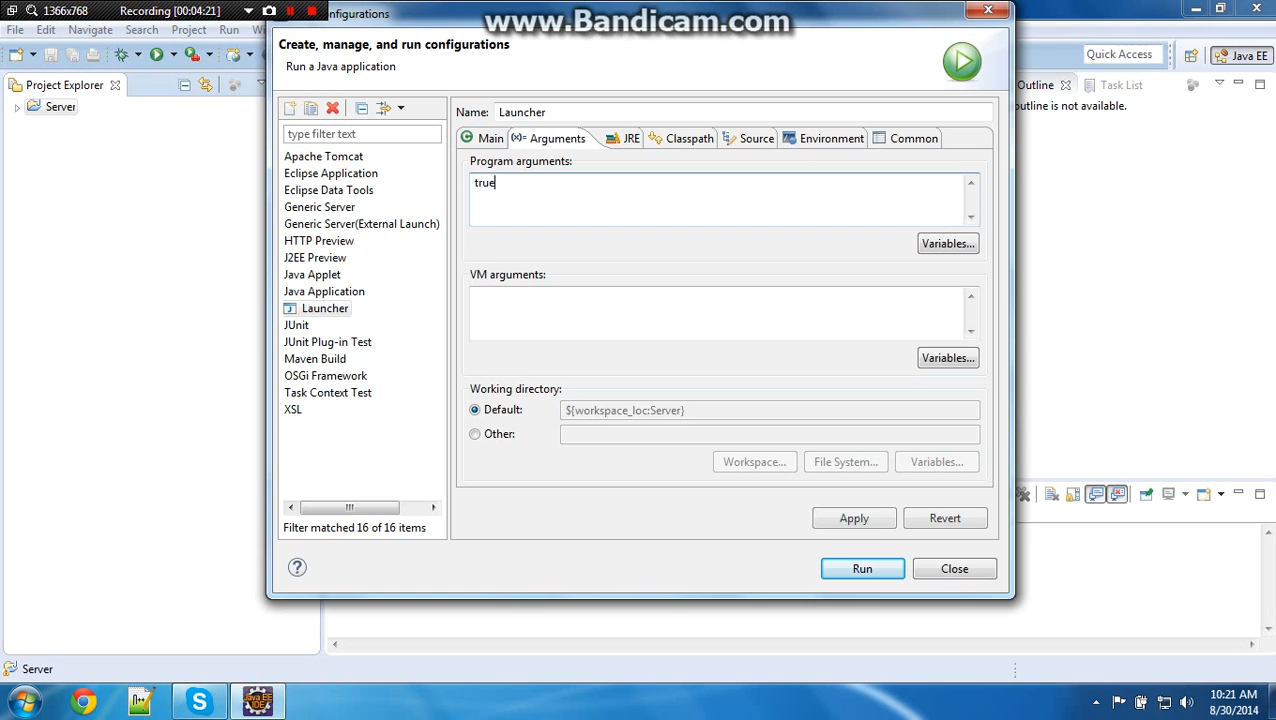 1366x768 Recording [00:04:21]
www.Bandicam.com
onfigurations
File Edit Navigate Search Project Run
Create, manage, and run configurations
Run a Java application
Quick Access
Java EE
Project Explorer
Server
Outline Task List
outline is not available.
type filter text
Apache Tomcat
Eclipse Application
Eclipse Data Tools
Generic Server
Generic Server(External Launch)
HTTP Preview
J2EE Preview
Java Applet
Java Application
Launcher
JUnit
JUnit Plug-in Test
Maven Build
OSGi Framework
Task Context Test
XSL
Filter matched 16 of 16 items
Name: Launcher
Main Arguments JRE Classpath Source Environment Common
Program arguments:
true
Variables...
VM arguments:
Variables...
Working directory:
Default: ${workspace_loc:Server}
Other:
Workspace... File System... Variables...
Apply Revert
Run Close
Server
Java EE IDE
10:21 AM
8/30/2014